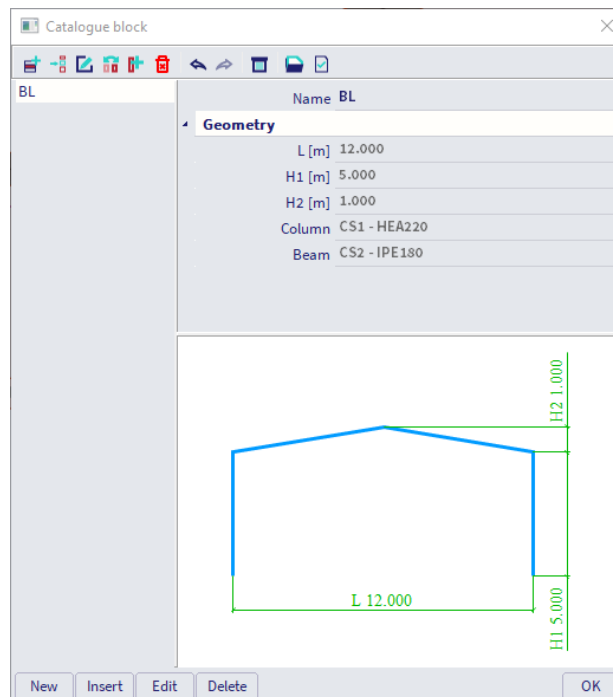 Catalogue block
BL
Name BL
Geometry
L [m] 12.000
H1 [m] 5.000
H2 [m] 1.000
Column CS1 - HEA220
Beam CS2 - IPE180
H2 1.000
L 12.000
H1 5.000
New Insert Edit Delete OK